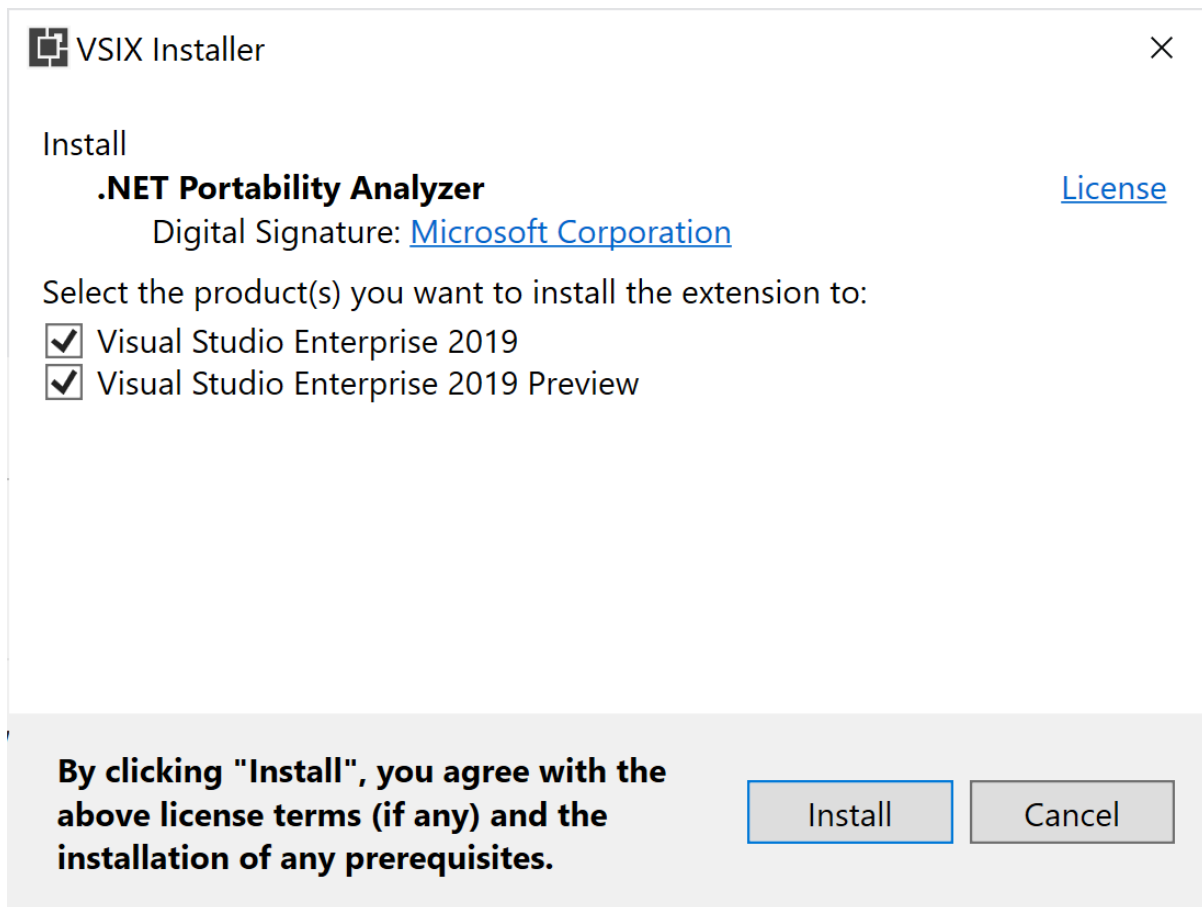 VSIX Installer
Install
.NET Portability Analyzer
License
Digital Signature: Microsoft Corporation
Select the product(s) you want to install the extension to:
Visual Studio Enterprise 2019
Visual Studio Enterprise 2019 Preview
By clicking "Install", you agree with the
above license terms (if any) and the
installation of any prerequisites.
Install
Cancel